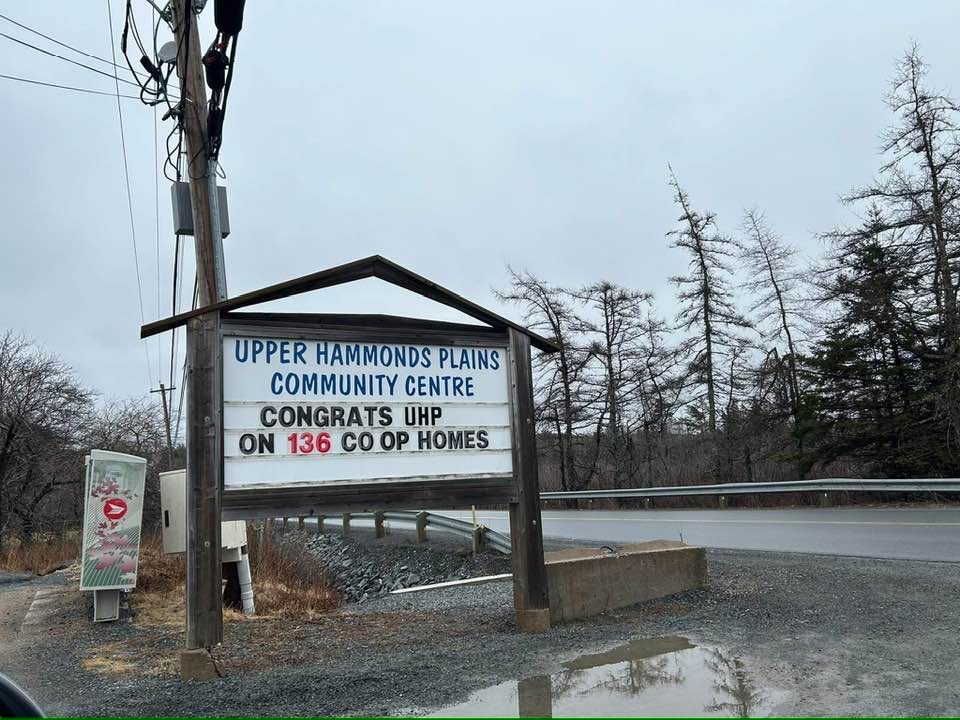 UPPER HAMMONDS PLAINS
COMMUNITY CENTRE
CONGRATS UHP
ON 136 CO OP HOMES